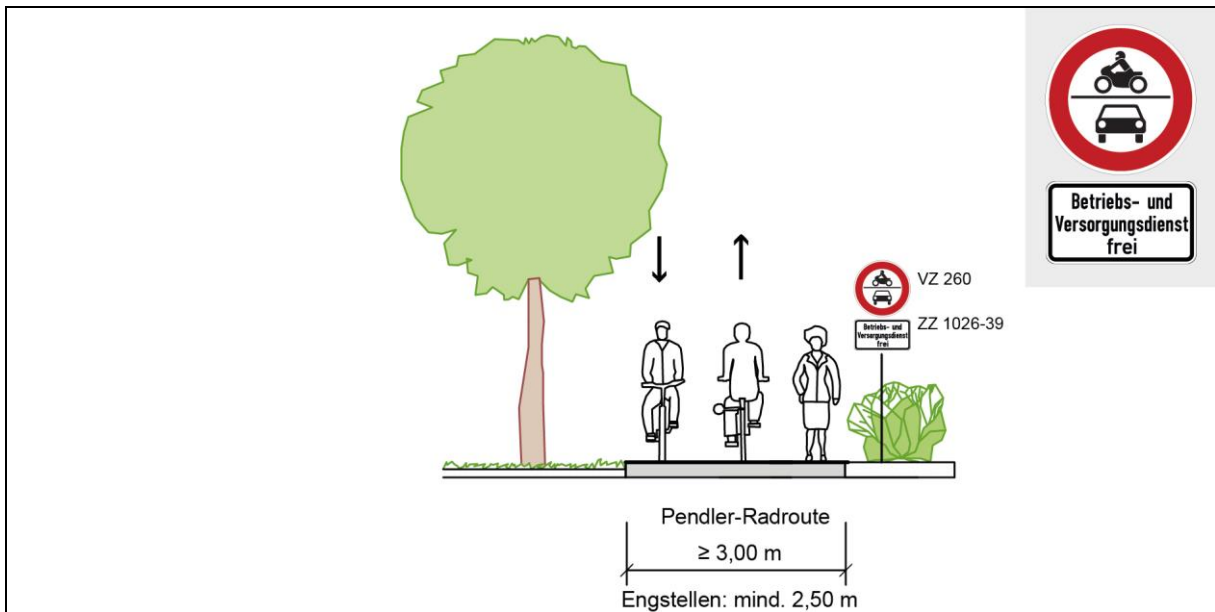 Betriebs- und
Versorgungsdienst
frei
VZ 260
Betriebs- und
Versorgungsdienst
frei
ZZ 1026-39
Pendler-Radroute
≥ 3,00 m
Engstellen: mind. 2,50 m